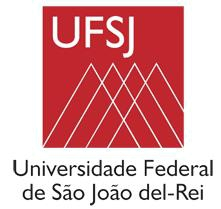 UFSJ
Universidade Federal
de São João del-Rei